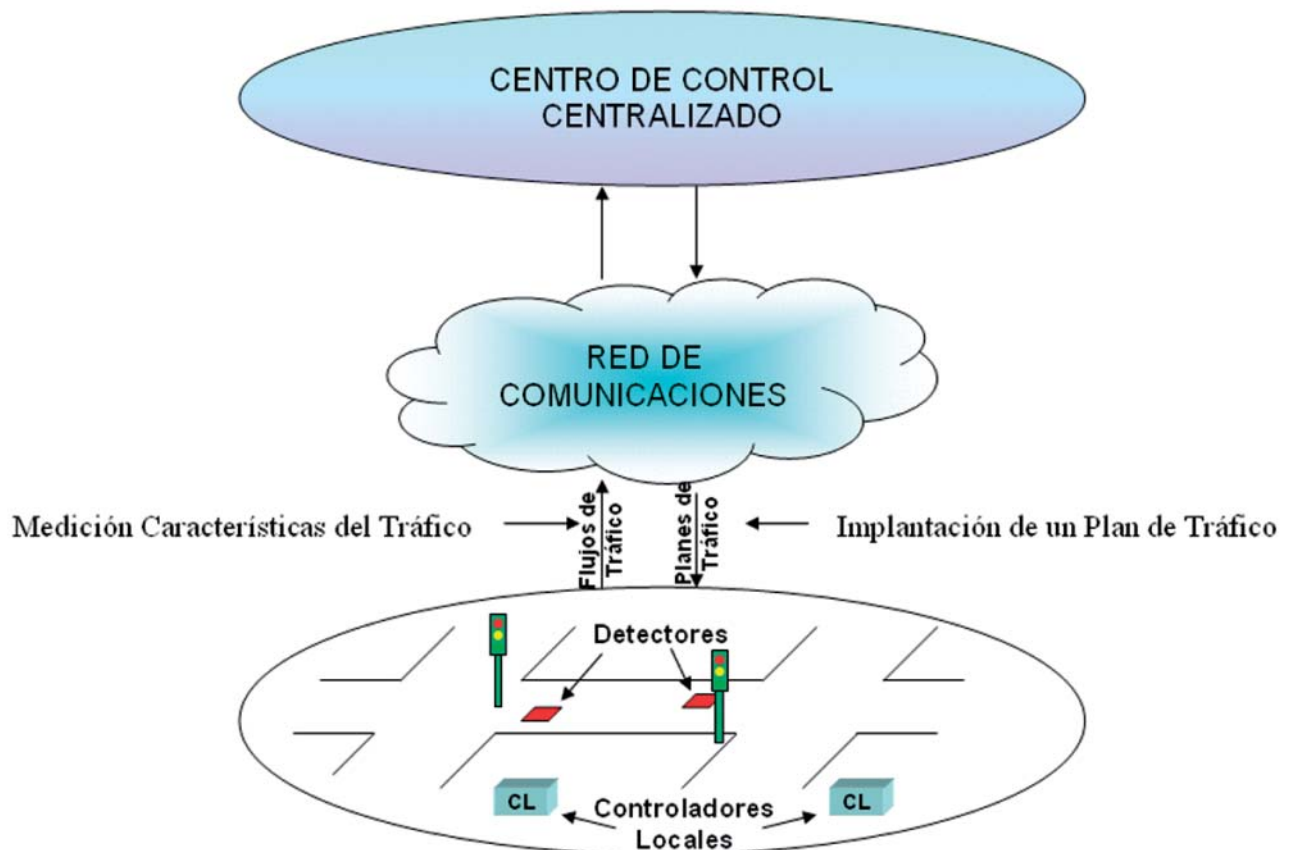 CENTRO DE CONTROL
CENTRALIZADO
RED DE
COMUNICACIONES
Medición Características del Tráfico
Flujos de
Tráfico
Planes de
Tráfico
Implantación de un Plan de Tráfico
Detectores
CL
Controladores
Locales
CL